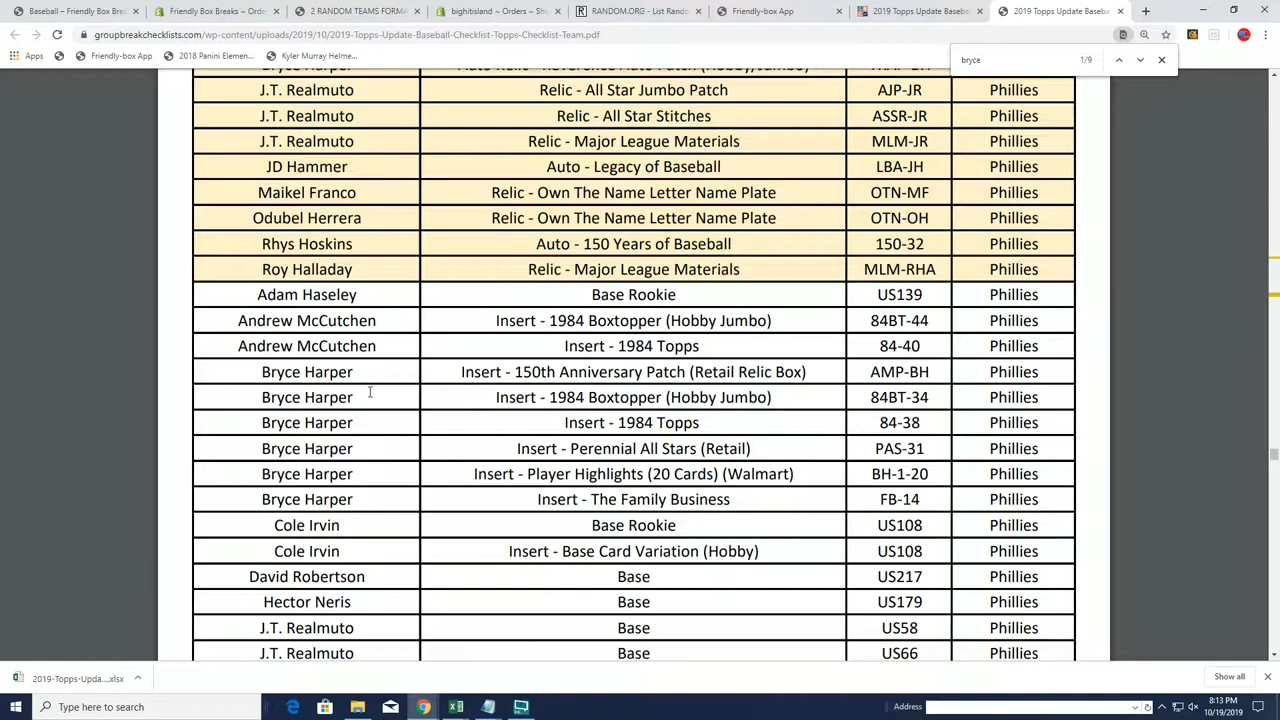 Baseball – Friendly Box Break
Friendly Box Breaks ~ Orde
2 RANDOM TEAMS FORMA
bighitisland ~ Orders ~ Sh
RANDOM.ORG - List Rando
Friendly-box App
2019 Topps Update Baseba
2019 Topps Update Baseba
groupbreakchecklists.com/wp-content/uploads/2019/10/2019-Topps-Update-Baseball-Checklist-Topps-Checklist-Team.pdf
Apps
Friendly-box App
2018 Panini Elemen...
Kyler Murray Helme...
bryce 1/9
Bryce Harper
J.T. Realmuto Relic - All Star Jumbo Patch AJP-JR Phillies
J.T. Realmuto Relic - All Star Stitches ASSR-JR Phillies
J.T. Realmuto Relic - Major League Materials MLM-JR Phillies
JD Hammer Auto - Legacy of Baseball LBA-JH Phillies
Maikel Franco Relic - Own The Name Letter Name Plate OTN-MF Phillies
Odubel Herrera Relic - Own The Name Letter Name Plate OTN-OH Phillies
Rhys Hoskins Auto - 150 Years of Baseball 150-32 Phillies
Roy Halladay Relic - Major League Materials MLM-RHA Phillies
Adam Haseley Base Rookie US139 Phillies
Andrew McCutchen Insert - 1984 Boxtopper (Hobby Jumbo) 84BT-44 Phillies
Andrew McCutchen Insert - 1984 Topps 84-40 Phillies
Bryce Harper Insert - 150th Anniversary Patch (Retail Relic Box) AMP-BH Phillies
Bryce Harper Insert - 1984 Boxtopper (Hobby Jumbo) 84BT-34 Phillies
Bryce Harper Insert - 1984 Topps 84-38 Phillies
Bryce Harper Insert - Perennial All Stars (Retail) PAS-31 Phillies
Bryce Harper Insert - Player Highlights (20 Cards) (Walmart) BH-1-20 Phillies
Bryce Harper Insert - The Family Business FB-14 Phillies
Cole Irvin Base Rookie US108 Phillies
Cole Irvin Insert - Base Card Variation (Hobby) US108 Phillies
David Robertson Base US217 Phillies
Hector Neris Base US179 Phillies
J.T. Realmuto Base US58 Phillies
J.T. Realmuto Base US66 Phillies
2019-Topps-Upda....xlsx
Show all
Type here to search
Address
8:13 PM
10/19/2019